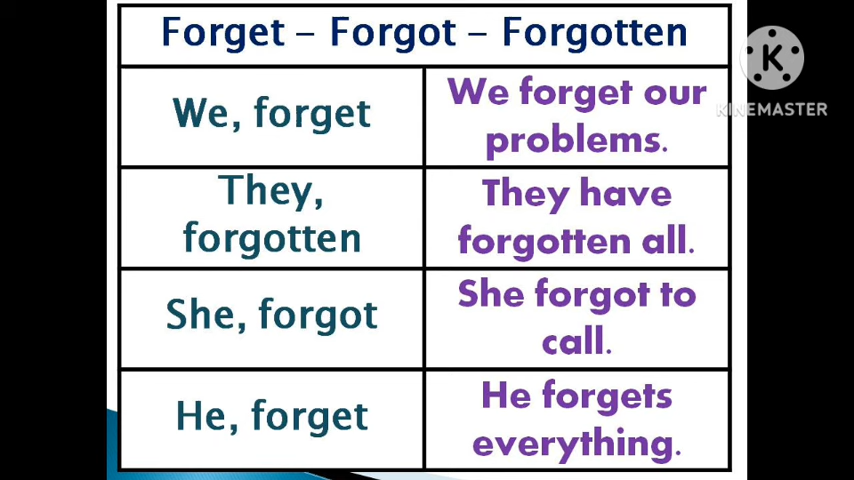 Forget – Forgot – Forgotten
We, forget
We forget our
problems.
They,
forgotten
They have
forgotten all.
She, forgot
She forgot to
call.
He, forget
He forgets
everything.
K
KINEMASTER